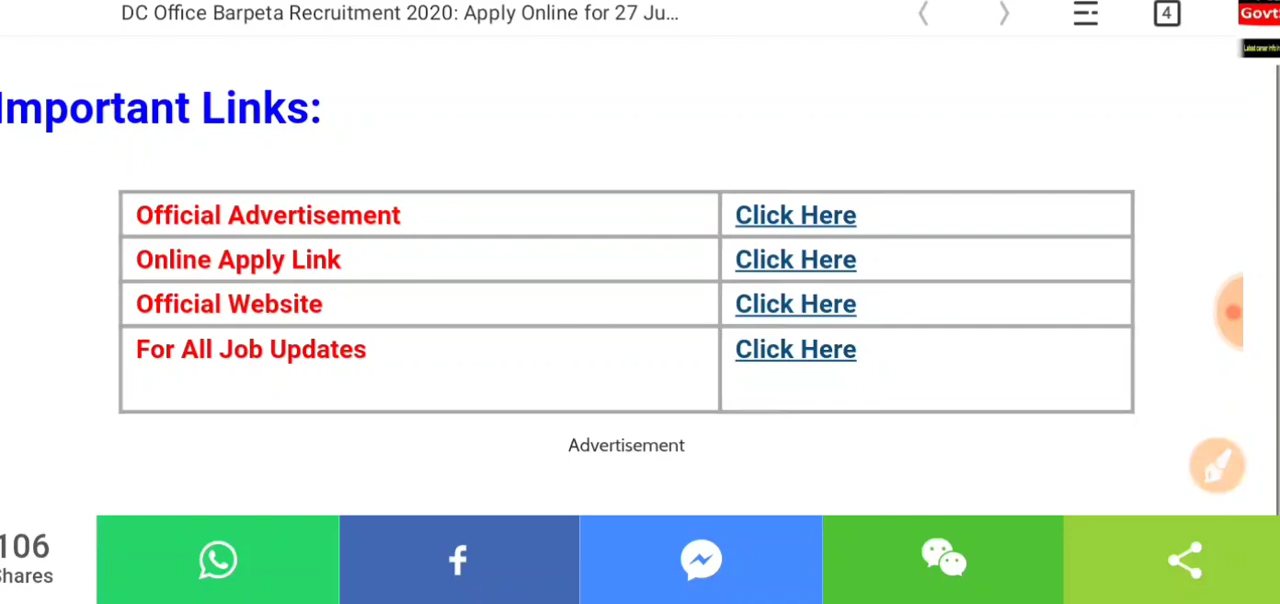 DC Office Barpeta Recruitment 2020: Apply Online for 27 Ju...
4
Govt
Important Links:
Official Advertisement Click Here
Online Apply Link Click Here
Official Website Click Here
For All Job Updates Click Here
Advertisement
106
Shares